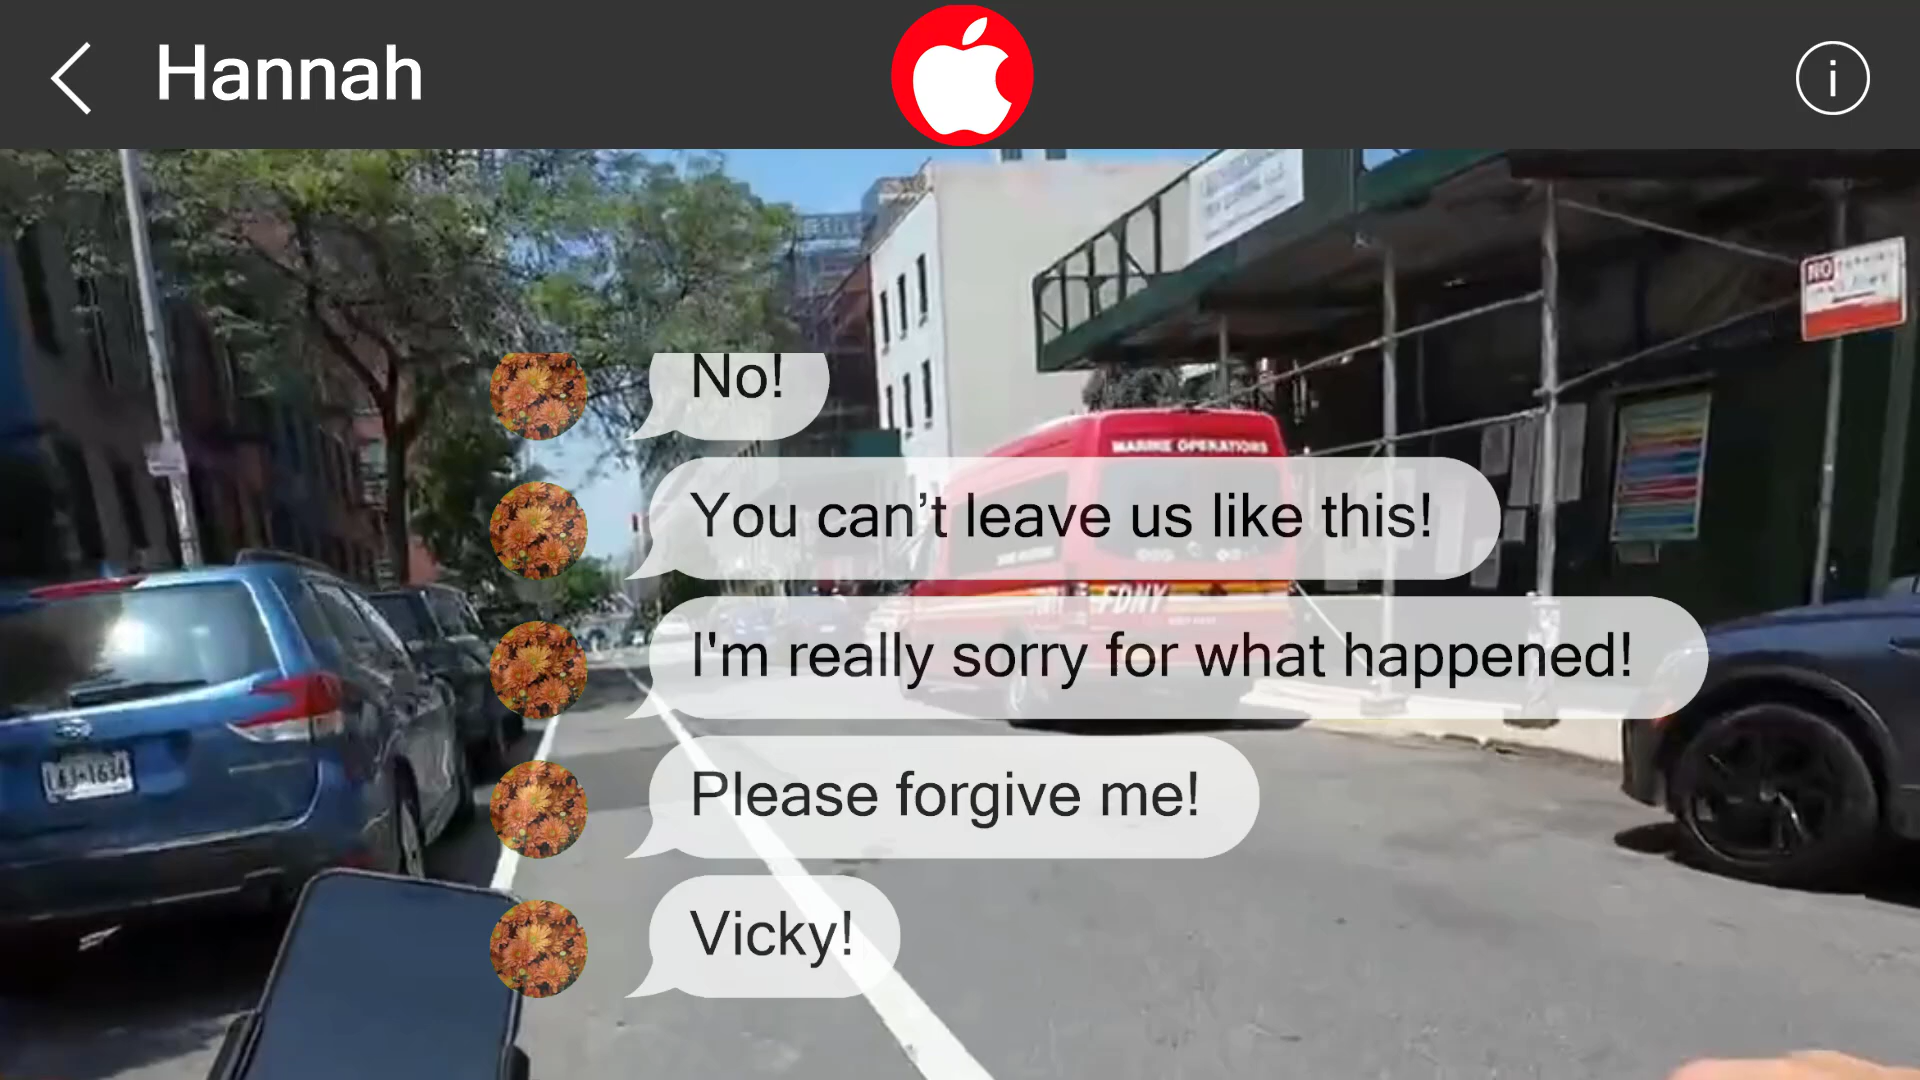 Hannah
i
NO
No!
MARINE OPERATIONS
You can’t leave us like this!
FDNY
I'm really sorry for what happened!
Please forgive me!
Vicky!